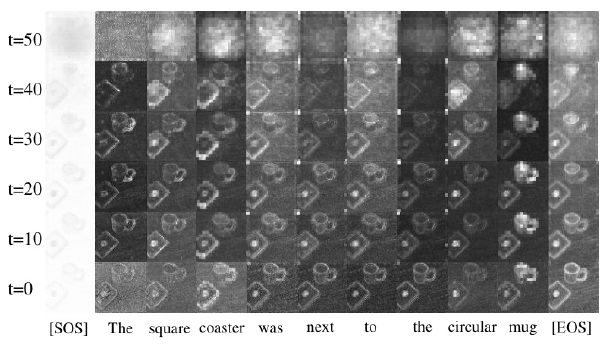 t=50
t=40
t=30
t=20
t=10
t=0
[SOS] The square coaster was next to the circular mug [EOS]